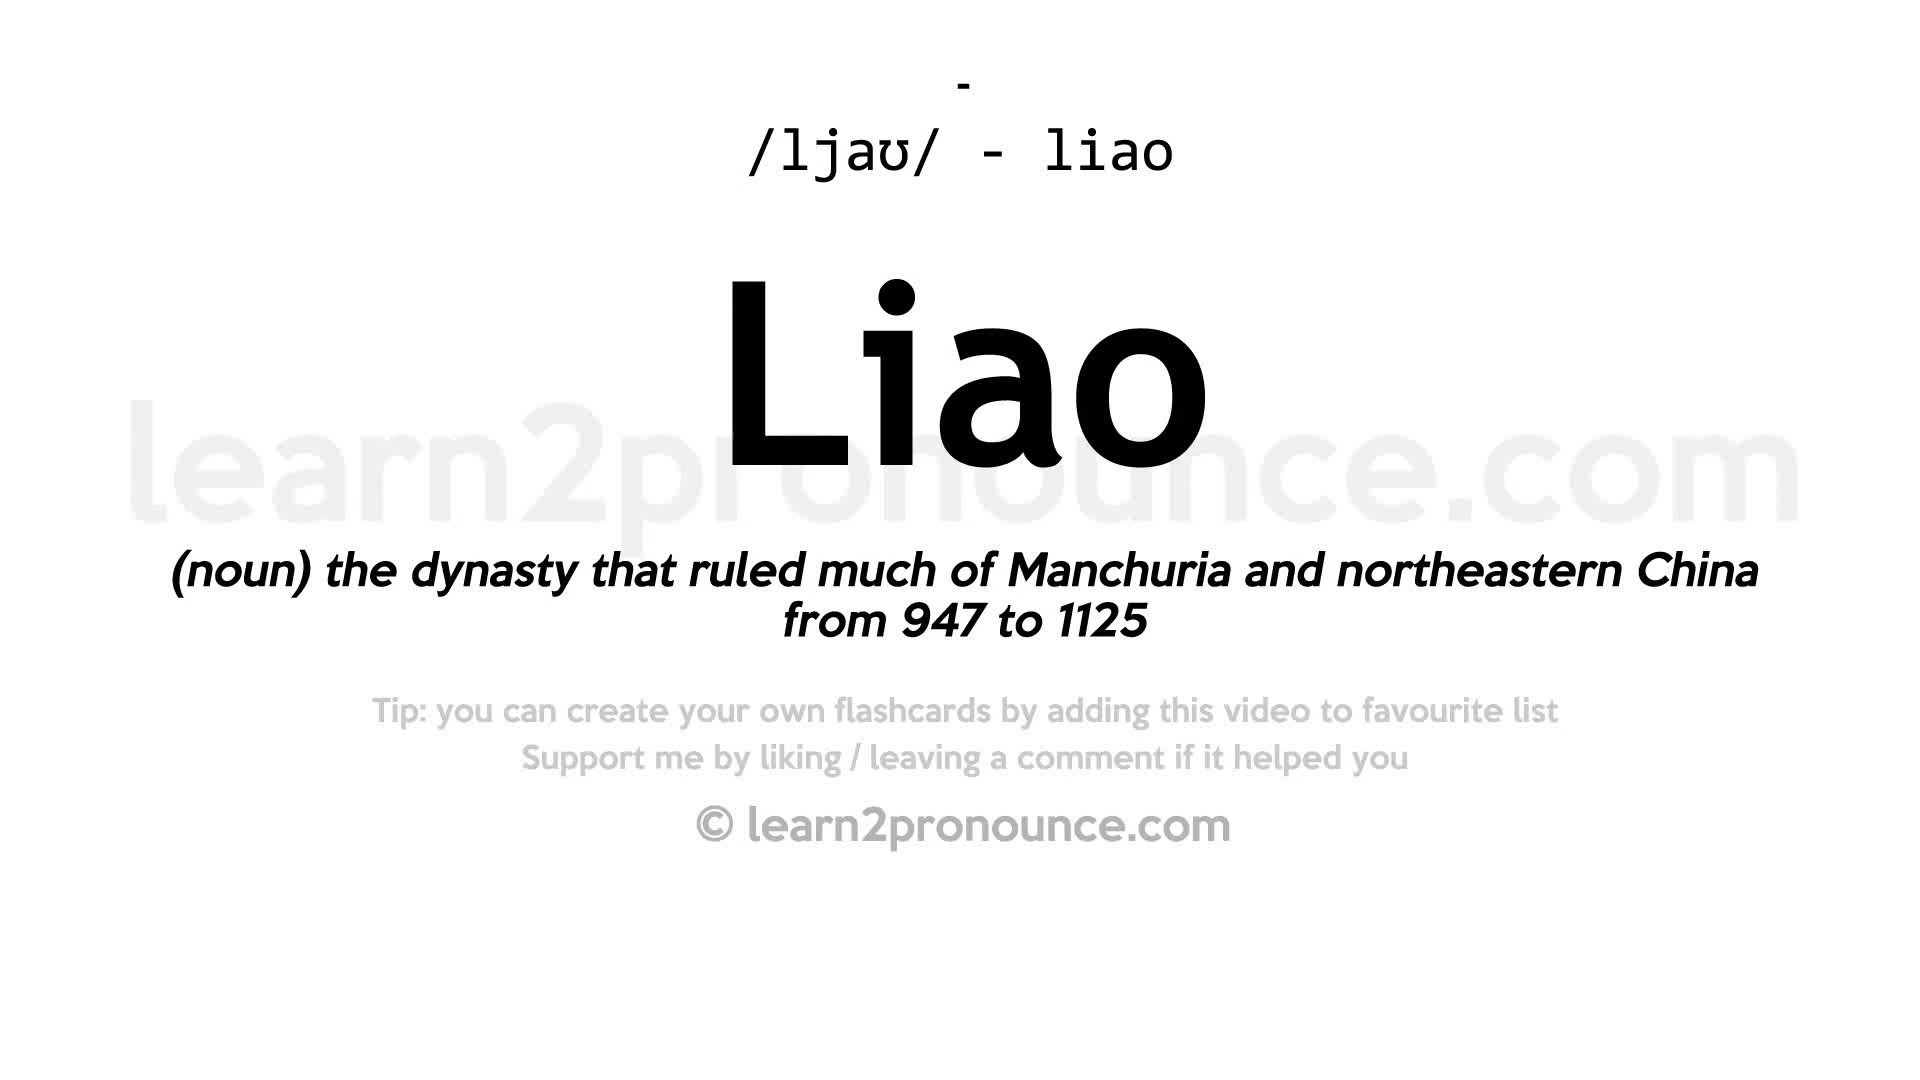 -
/ljaʊ/ - liao
Liao
learn2pronounce.com
(noun) the dynasty that ruled much of Manchuria and northeastern China
from 947 to 1125
Tip: you can create your own flashcards by adding this video to favourite list
Support me by liking / leaving a comment if it helped you
© learn2pronounce.com